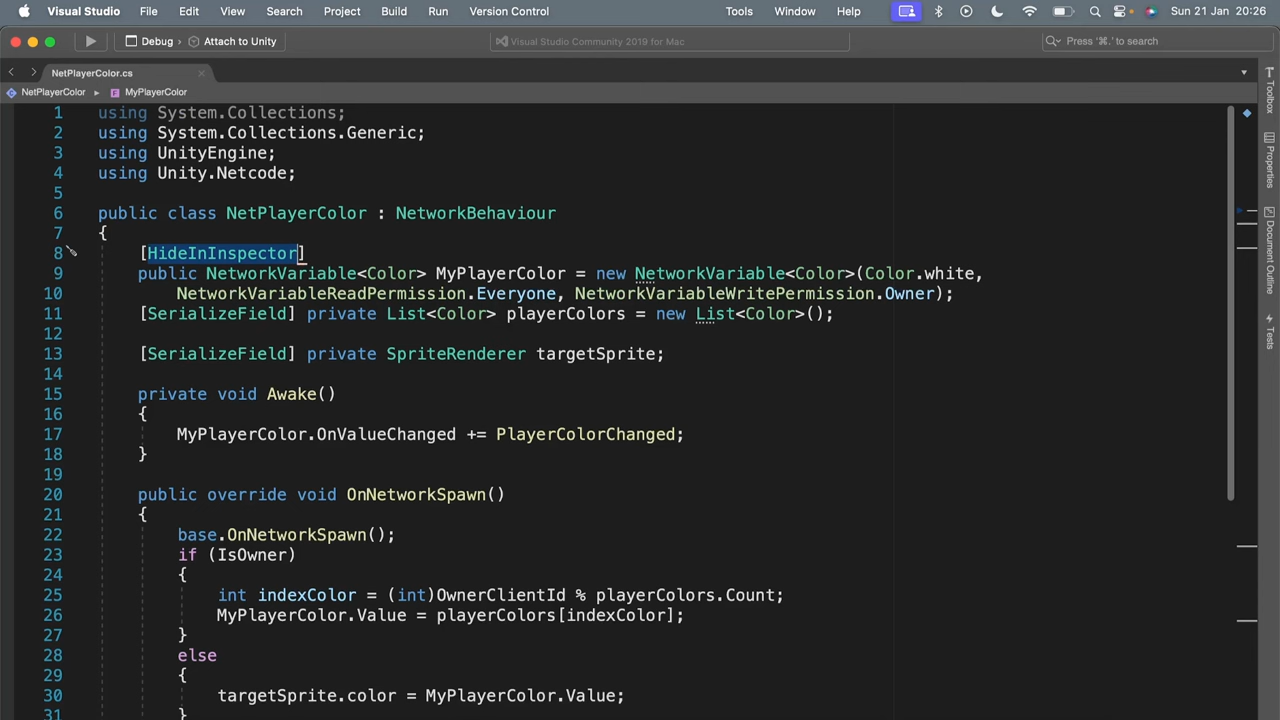 Visual Studio File Edit View Search Project Build Run Version Control Tools Window Help Sun 21 Jan 20:26
Debug › Attach to Unity Visual Studio Community 2019 for Mac Press '⌘.' to search
NetPlayerColor.cs
NetPlayerColor MyPlayerColor
1 using System.Collections;
2 using System.Collections.Generic;
3 using UnityEngine;
4 using Unity.Netcode;
5
6 public class NetPlayerColor : NetworkBehaviour
7 {
8 [HideInInspector]
9 public NetworkVariable<Color> MyPlayerColor = new NetworkVariable<Color>(Color.white,
10 NetworkVariableReadPermission.Everyone, NetworkVariableWritePermission.Owner);
11 [SerializeField] private List<Color> playerColors = new List<Color>();
12
13 [SerializeField] private SpriteRenderer targetSprite;
14
15 private void Awake()
16 {
17 MyPlayerColor.OnValueChanged += PlayerColorChanged;
18 }
19
20 public override void OnNetworkSpawn()
21 {
22 base.OnNetworkSpawn();
23 if (IsOwner)
24 {
25 int indexColor = (int)OwnerClientId % playerColors.Count;
26 MyPlayerColor.Value = playerColors[indexColor];
27 }
28 else
29 {
30 targetSprite.color = MyPlayerColor.Value;
31 }
Toolbox
Properties
Document Outline
Tests